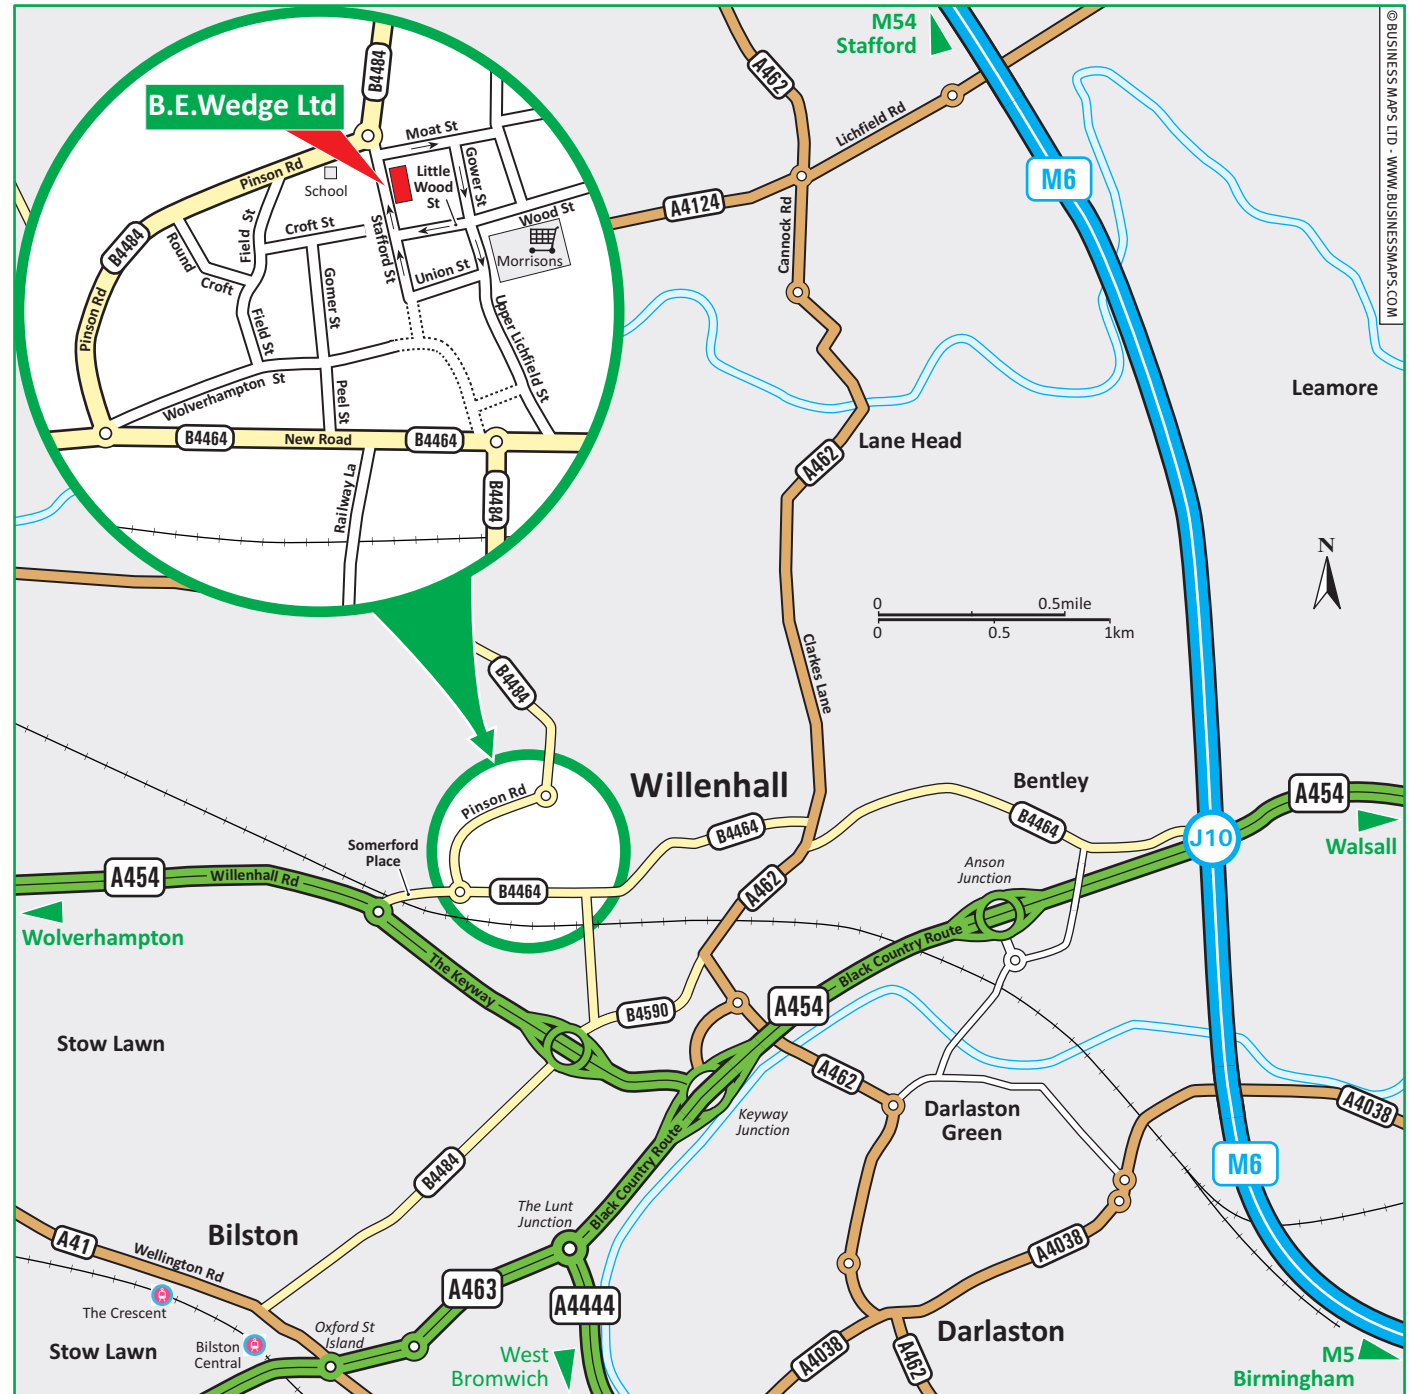 © BUSINESS MAPS LTD - WWW.BUSINESSMAPS.COM
M54
Stafford
A462
Lichfield Rd
M6
A4124
Cannock Rd
B4484
B.E.Wedge Ltd
Moat St
Pinson Rd
School
Little
Wood
St
Gower St
Wood St
Field St
Croft St
Stafford St
Round
Croft
B4484
Union St
Morrisons
Gomer St
Pinson Rd
Field St
Upper Lichfield St
Wolverhampton St
Peel St
B4464
New Road
B4464
Railway La
B4484
Leamore
Lane Head
A462
N
0
0.5mile
0
0.5
1km
Clarkes Lane
B4484
Willenhall
Bentley
Pinson Rd
A454
Walsall
J10
B4464
B4464
Somerford
Place
Anson
Junction
A454
Willenhall Rd
B4464
A462
Wolverhampton
The Keyway
Black Country Route
A454
B4590
Stow Lawn
A462
Keyway
Junction
Darlaston
Green
A4038
M6
B4484
Black Country Route
The Lunt
Junction
Bilston
A41
Wellington Rd
A4038
A463
A4444
The Crescent
Oxford St
Island
Bilston
Central
Stow Lawn
West
Bromwich
A4038
A462
Darlaston
M5
Birmingham